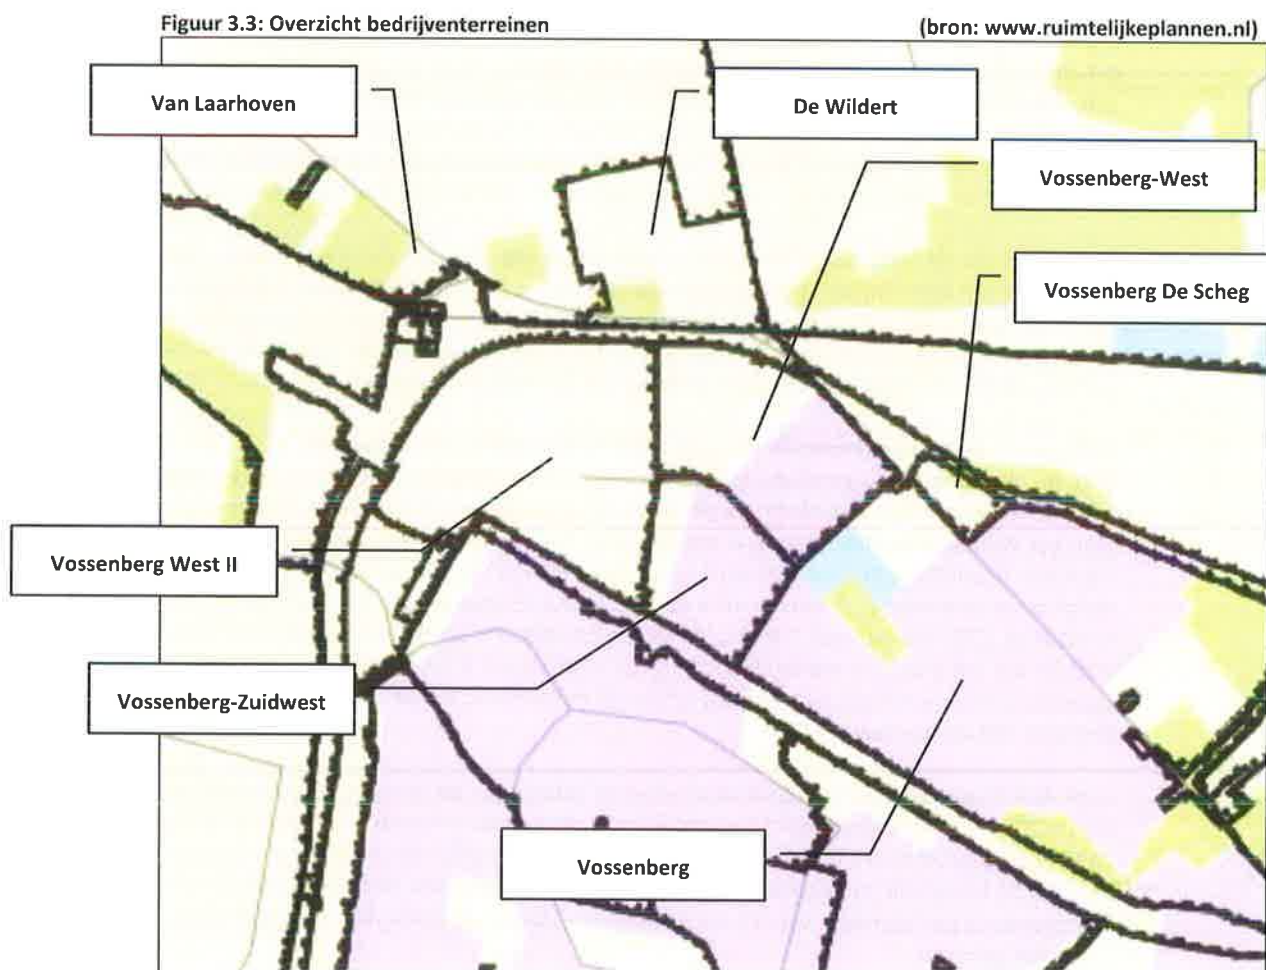 Figuur 3.3: Overzicht bedrijventerreinen (bron: www.ruimtelijkeplannen.nl)
Van Laarhoven
De Wildert
Vossenberg-West
Vossenberg De Scheg
Vossenberg West II
Vossenberg-Zuidwest
Vossenberg